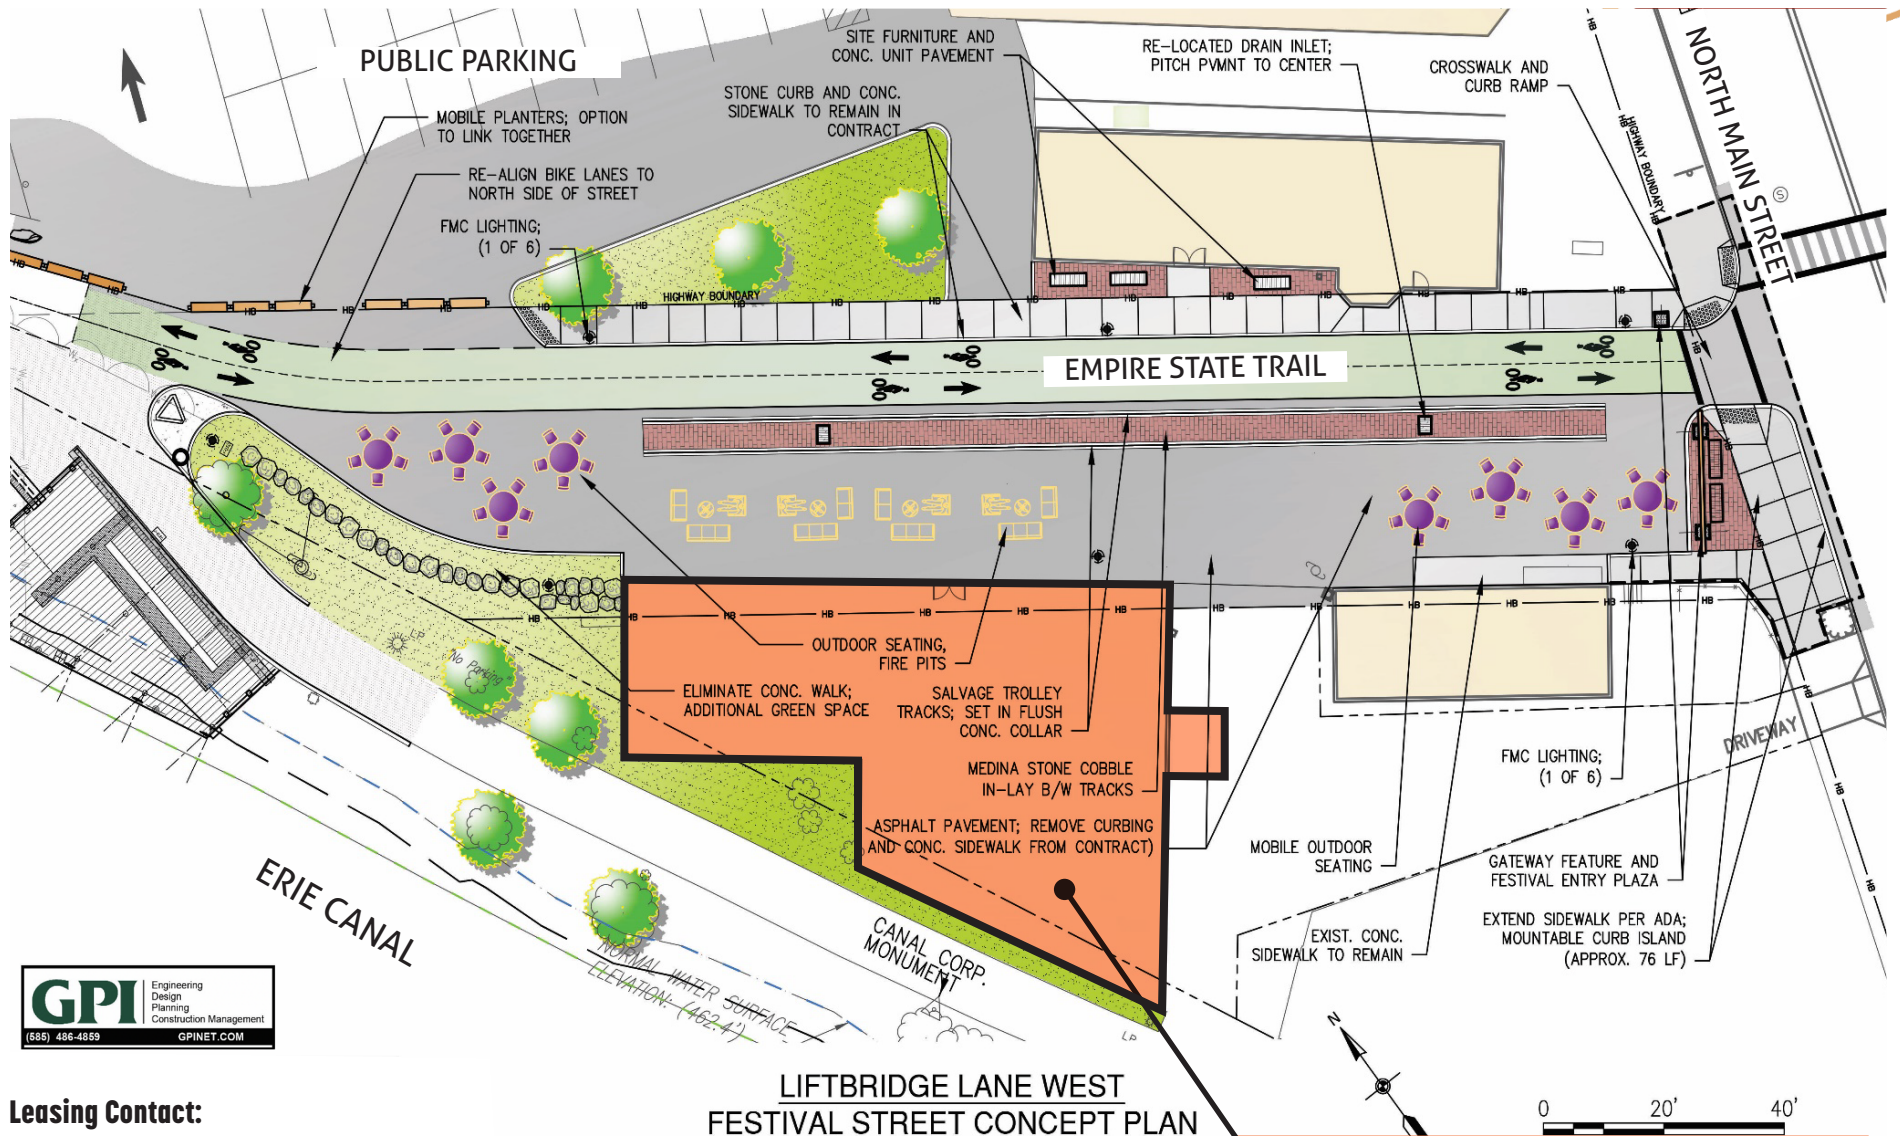 PUBLIC PARKING
SITE FURNITURE AND
CONC. UNIT PAVEMENT
RE-LOCATED DRAIN INLET;
PITCH PVMNT TO CENTER
CROSSWALK AND
CURB RAMP
NORTH MAIN STREET
HIGHWAY BOUNDARY
STONE CURB AND CONC.
SIDEWALK TO REMAIN IN
CONTRACT
MOBILE PLANTERS; OPTION
TO LINK TOGETHER
RE-ALIGN BIKE LANES TO
NORTH SIDE OF STREET
FMC LIGHTING;
(1 OF 6)
HIGHWAY BOUNDARY
EMPIRE STATE TRAIL
OUTDOOR SEATING,
FIRE PITS
No Parking
ELIMINATE CONC. WALK;
ADDITIONAL GREEN SPACE
SALVAGE TROLLEY
TRACKS; SET IN FLUSH
CONC. COLLAR
MEDINA STONE COBBLE
IN-LAY B/W TRACKS
ASPHALT PAVEMENT; REMOVE CURBING
AND CONC. SIDEWALK FROM CONTRACT)
DRIVEWAY
FMC LIGHTING;
(1 OF 6)
MOBILE OUTDOOR
SEATING
GATEWAY FEATURE AND
FESTIVAL ENTRY PLAZA
EXTEND SIDEWALK PER ADA;
MOUNTABLE CURB ISLAND
(APPROX. 76 LF)
EXIST. CONC.
SIDEWALK TO REMAIN
ERIE CANAL
CANAL CORP.
MONUMENT
NORMAL WATER SURFACE
ELEVATION: (462.4')
LP
LP
GPI
Engineering
Design
Planning
Construction Management
(585) 486-4859 GPINET.COM
N
LIFTBRIDGE LANE WEST
FESTIVAL STREET CONCEPT PLAN
0 20' 40'
Leasing Contact: